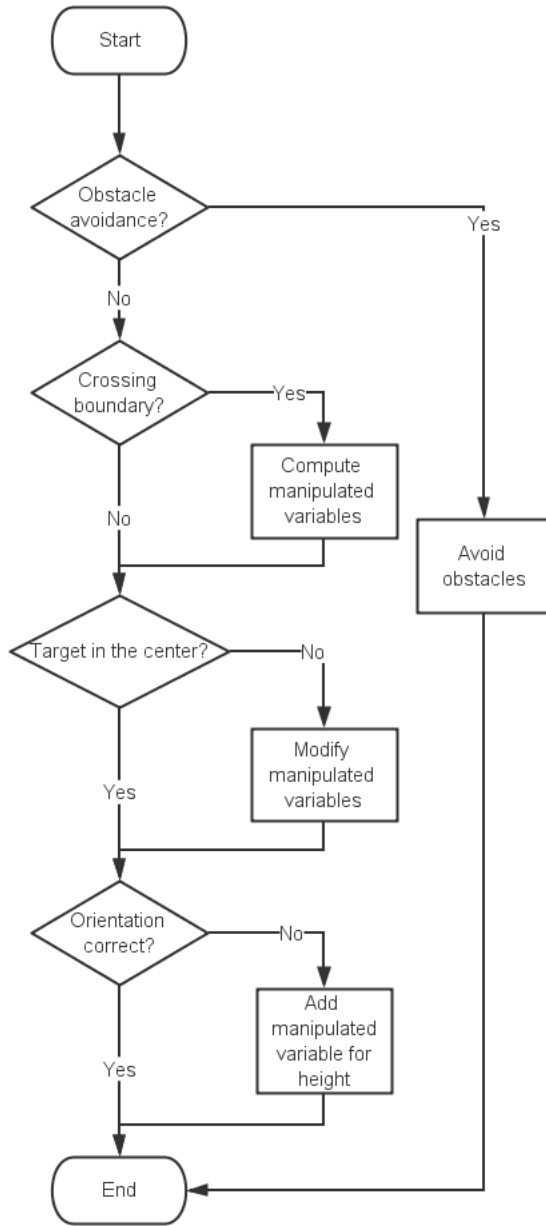 Start
Obstacle
avoidance?
Yes
No
Crossing
boundary?
Yes
Compute
manipulated
variables
No
Avoid
obstacles
Target in the center?
No
Modify
manipulated
variables
Yes
Orientation
correct?
No
Add
manipulated
variable for
height
Yes
End